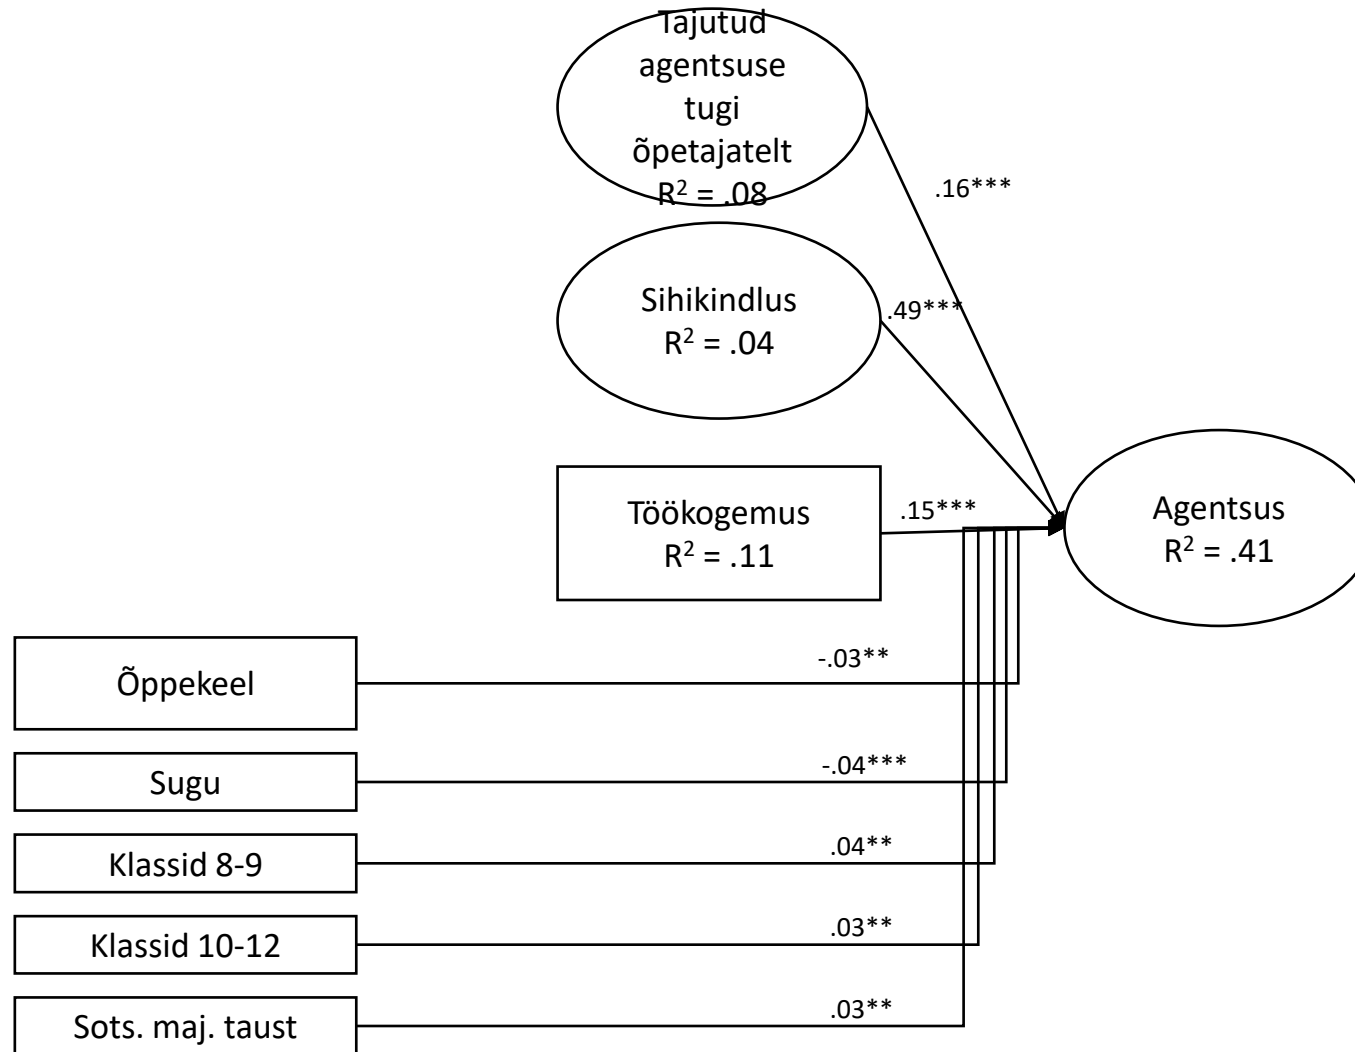 Tajutud
agentsuse
tugi
õpetajatelt
R² = .08
.16***
Sihikindlus
R² = .04
.49***
Töökogemus
R² = .11
.15***
Agentsus
R² = .41
Õppekeel
-.03**
Sugu
-.04***
Klassid 8-9
.04**
Klassid 10-12
.03**
Sots. maj. taust
.03**